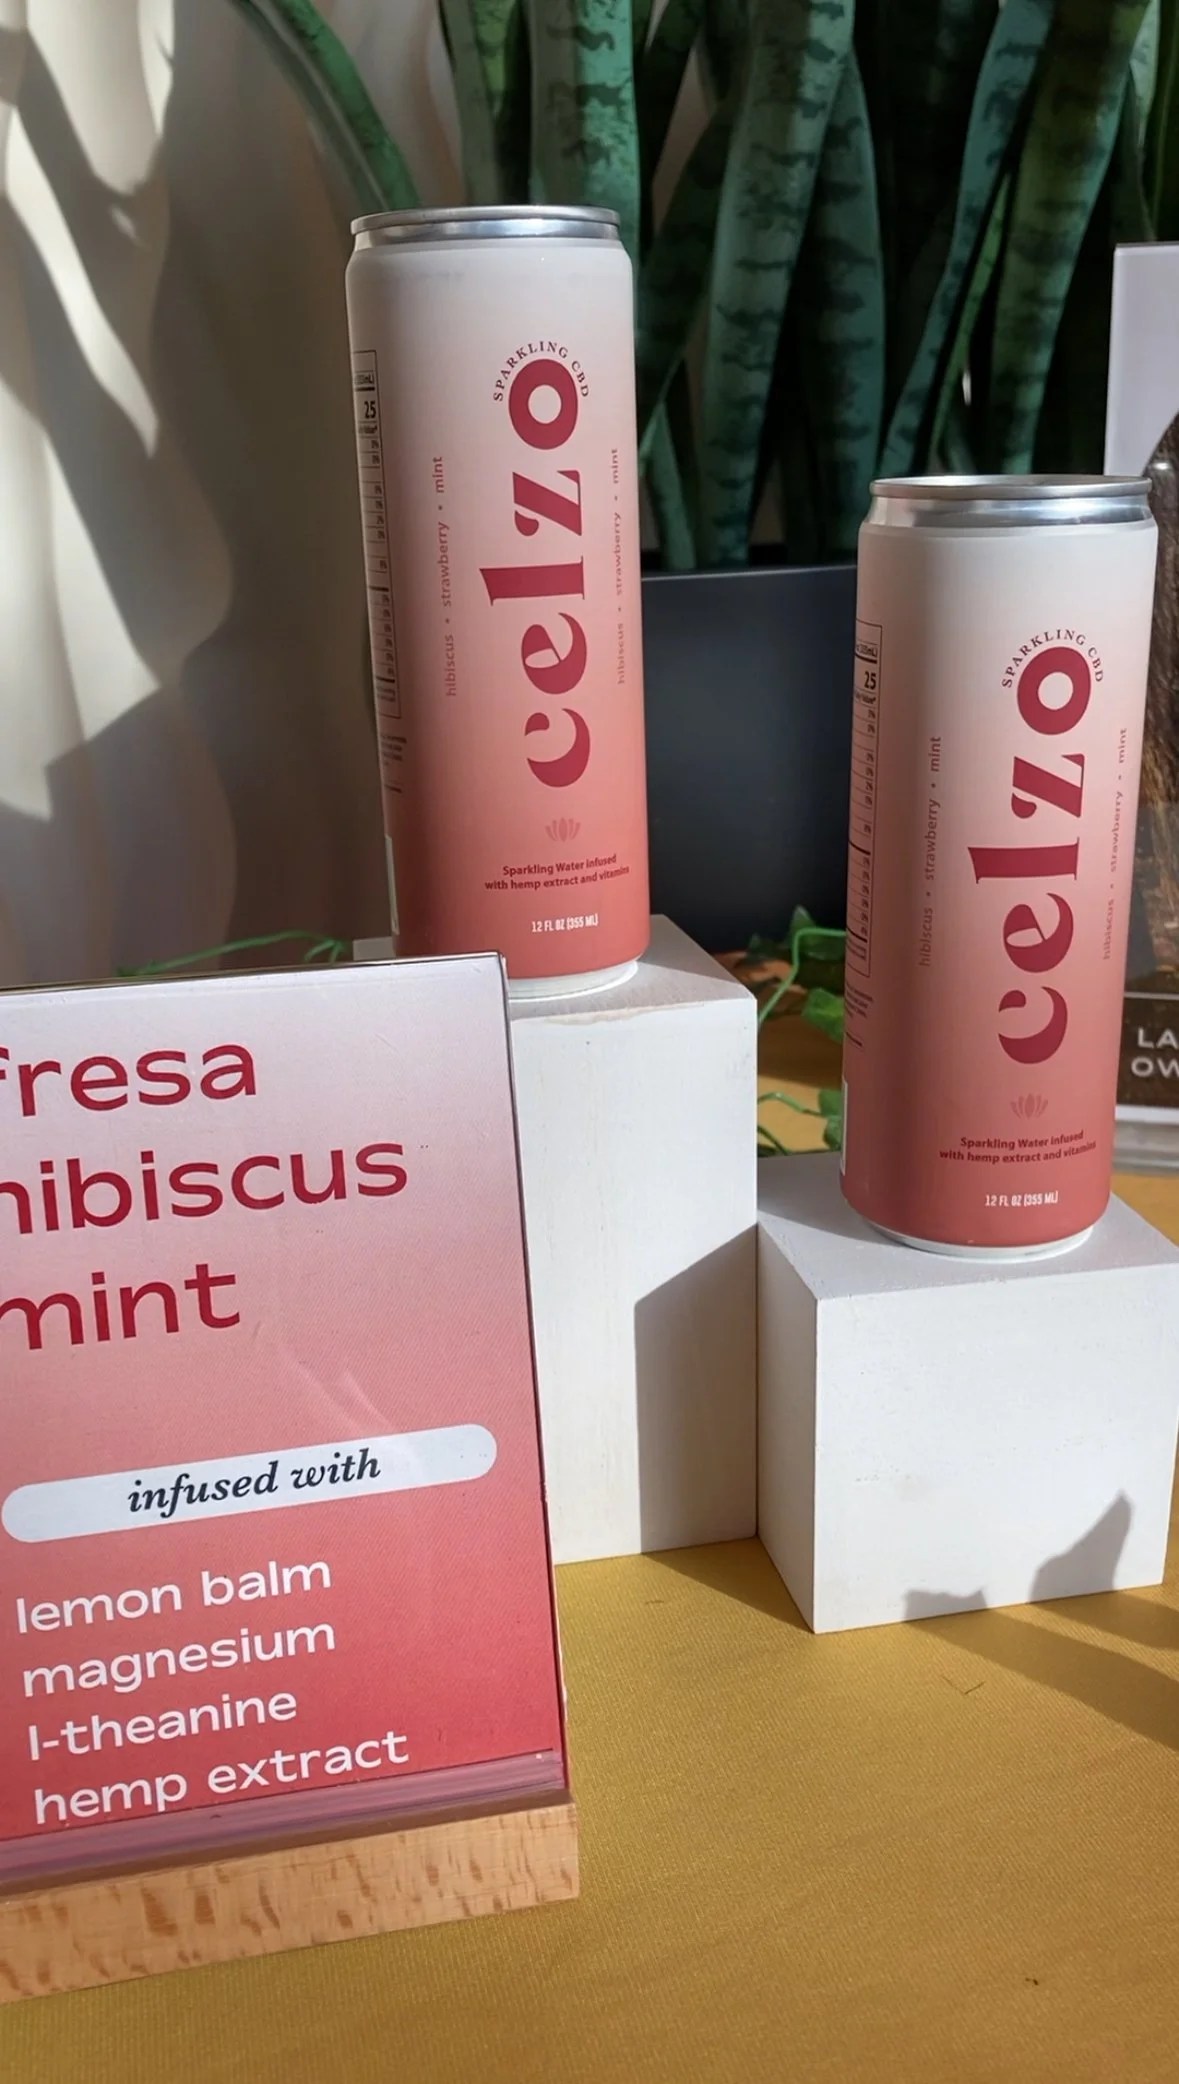 SPARKLING CBD
celzo
hibiscus • strawberry • mint
hibiscus • strawberry • mint
Sparkling Water infused
with hemp extract and vitamins
12 FL OZ (355 ML)
25
SPARKLING CBD
celzo
hibiscus • strawberry • mint
hibiscus • strawberry • mint
Sparkling Water infused
with hemp extract and vitamins
12 FL OZ (355 ML)
25
LA
OW
fresa
hibiscus
mint
infused with
lemon balm
magnesium
l-theanine
hemp extract